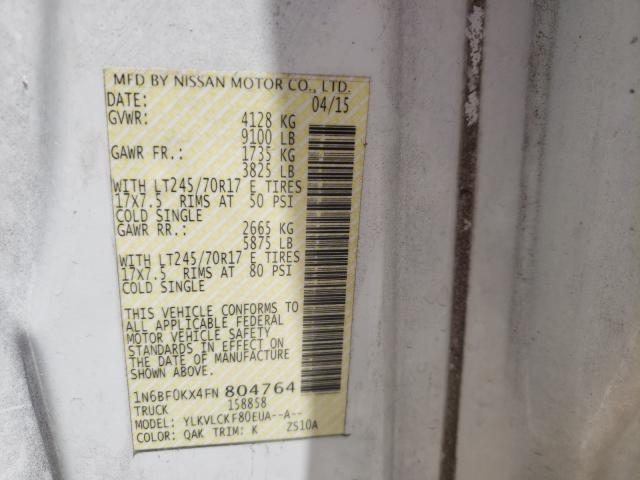 MFD BY NISSAN MOTOR CO., LTD.
DATE: 04/15
GVWR: 4128 KG
9100 LB
GAWR FR.: 1735 KG
3825 LB
WITH LT245/70R17 E TIRES
17X7.5 RIMS AT 50 PSI
COLD SINGLE
GAWR RR.: 2665 KG
5875 LB
WITH LT245/70R17 E TIRES
17X7.5 RIMS AT 80 PSI
COLD SINGLE
THIS VEHICLE CONFORMS TO
ALL APPLICABLE FEDERAL
MOTOR VEHICLE SAFETY
STANDARDS IN EFFECT ON
THE DATE OF MANUFACTURE
SHOWN ABOVE.
1N6BF0KX4FN 804764
TRUCK 158858
MODEL: YLKVLCKF80EUA--A--
COLOR: QAK TRIM: K ZS10A